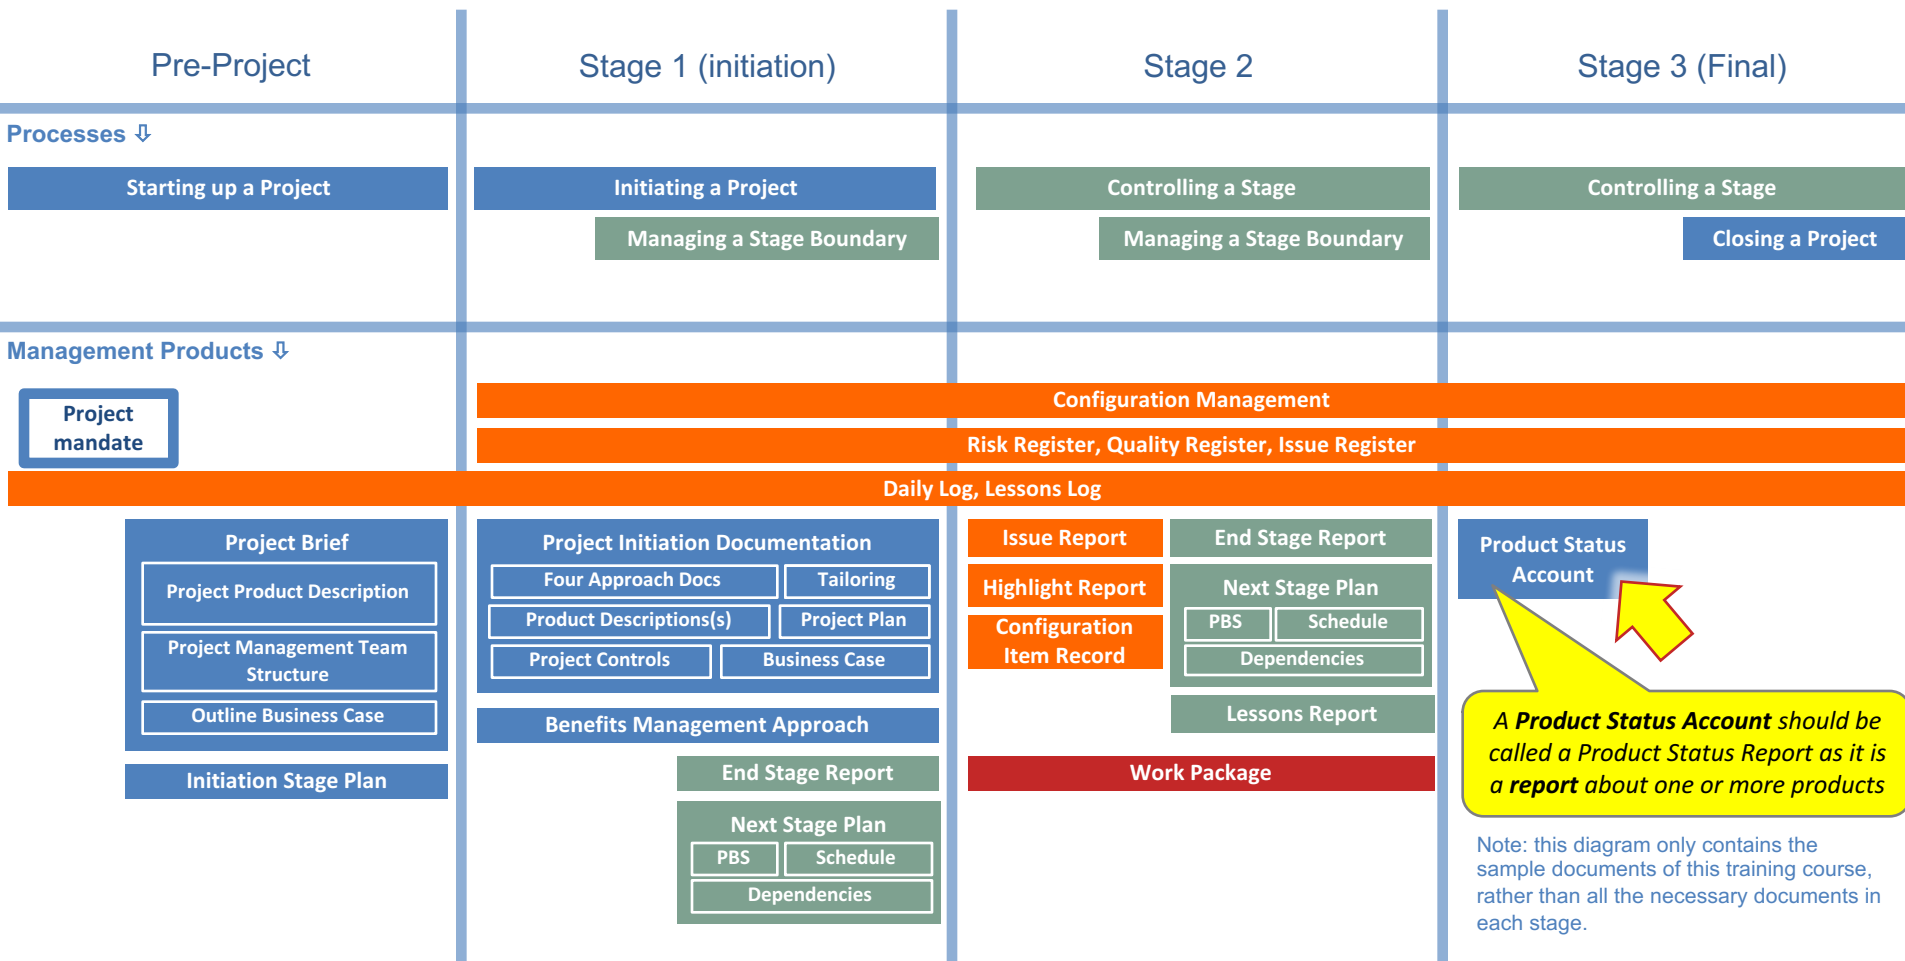 Pre-Project
Stage 1 (initiation)
Stage 2
Stage 3 (Final)
Processes ⇩
Starting up a Project
Initiating a Project
Controlling a Stage
Controlling a Stage
Managing a Stage Boundary
Managing a Stage Boundary
Closing a Project
Management Products ⇩
Project
mandate
Configuration Management
Risk Register, Quality Register, Issue Register
Daily Log, Lessons Log
Project Brief
Project Product Description
Project Management Team
Structure
Outline Business Case
Initiation Stage Plan
Project Initiation Documentation
Four Approach Docs
Tailoring
Product Descriptions(s)
Project Plan
Project Controls
Business Case
Benefits Management Approach
End Stage Report
Next Stage Plan
PBS
Schedule
Dependencies
Issue Report
Highlight Report
Configuration
Item Record
End Stage Report
Next Stage Plan
PBS
Schedule
Dependencies
Lessons Report
Work Package
Product Status
Account
A Product Status Account should be
called a Product Status Report as it is
a report about one or more products
Note: this diagram only contains the
sample documents of this training course,
rather than all the necessary documents in
each stage.